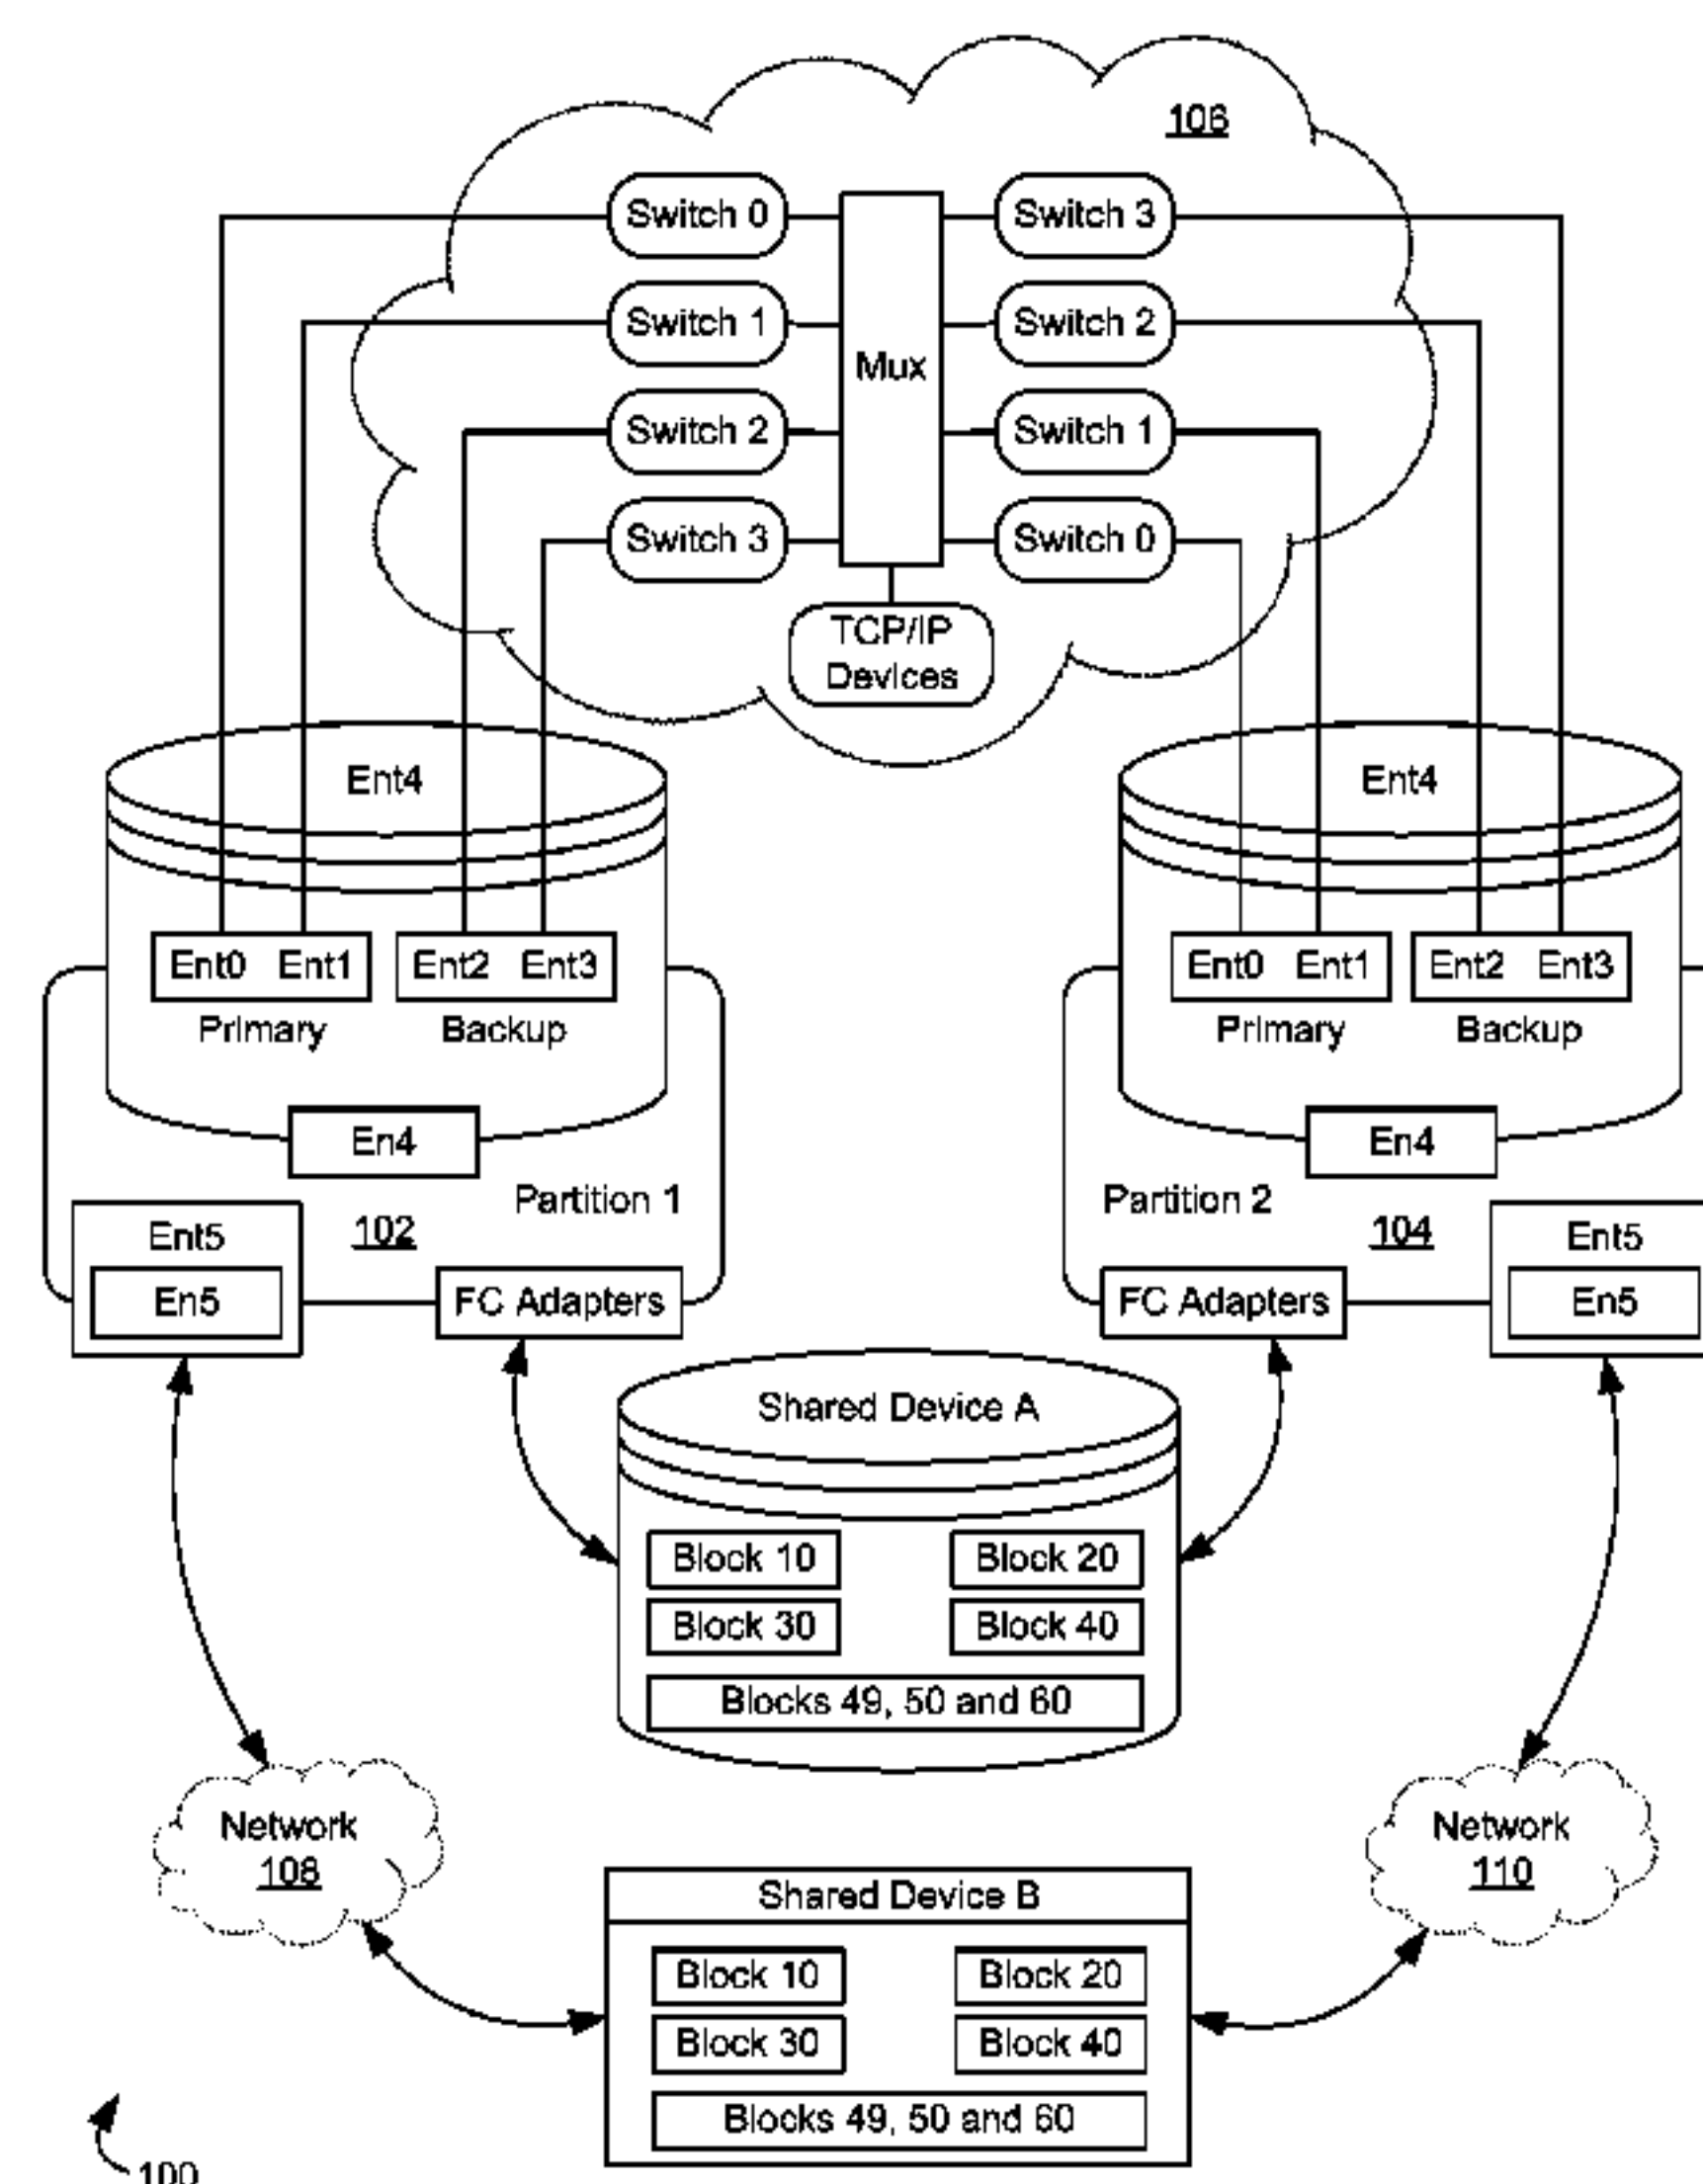 106
Switch 0
Switch 3
Switch 1
Switch 2
Mux
Switch 2
Switch 1
Switch 3
Switch 0
TCP/IP
Devices
Ent4
Ent4
Ent0 Ent1
Ent2 Ent3
Primary
Backup
Ent0 Ent1
Ent2 Ent3
Primary
Backup
En4
En4
Partition 1
102
Partition 2
104
Ent5
En5
FC Adapters
FC Adapters
Ent5
En5
Shared Device A
Block 10
Block 20
Block 30
Block 40
Blocks 49, 50 and 60
Network
108
Network
110
Shared Device B
Block 10
Block 20
Block 30
Block 40
Blocks 49, 50 and 60
100